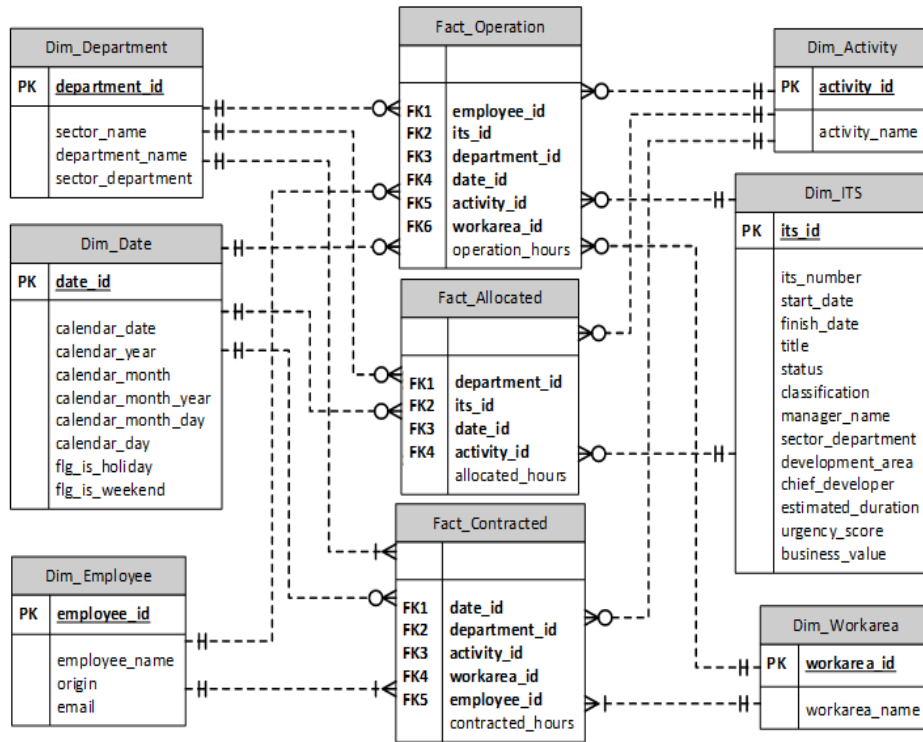 Dim_Department
PK department_id
sector_name
department_name
sector_department
Dim_Date
PK date_id
calendar_date
calendar_year
calendar_month
calendar_month_year
calendar_month_day
calendar_day
flg_is_holiday
flg_is_weekend
Dim_Employee
PK employee_id
employee_name
origin
email
Fact_Operation
FK1 employee_id
FK2 its_id
FK3 department_id
FK4 date_id
FK5 activity_id
FK6 workarea_id
operation_hours
Fact_Allocated
FK1 department_id
FK2 its_id
FK3 date_id
FK4 activity_id
allocated_hours
Fact_Contracted
FK1 date_id
FK2 department_id
FK3 activity_id
FK4 workarea_id
FK5 employee_id
contracted_hours
Dim_Activity
PK activity_id
activity_name
Dim_ITS
PK its_id
its_number
start_date
finish_date
title
status
classification
manager_name
sector_department
development_area
chief_developer
estimated_duration
urgency_score
business_value
Dim_Workarea
PK workarea_id
workarea_name